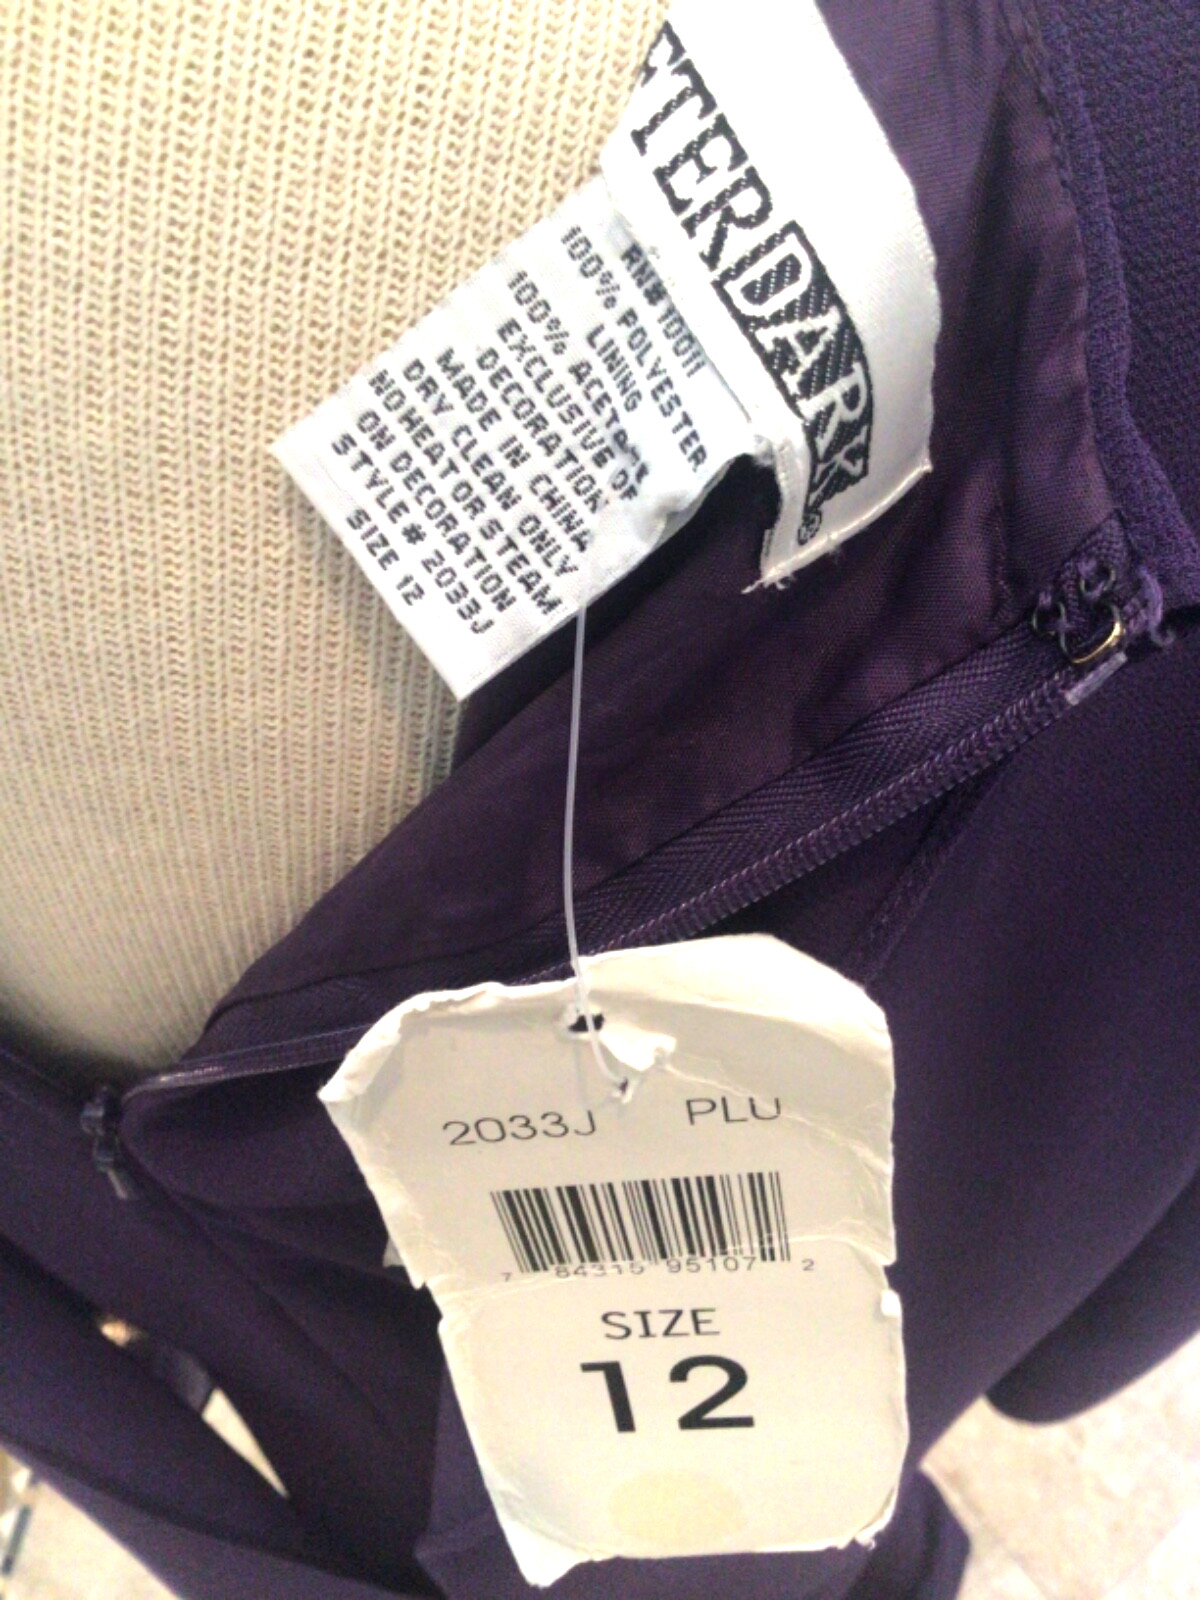 TERDARK®
RN# 10011
100% POLYESTER
LINING
100% ACETATE
EXCLUSIVE OF
DECORATION
MADE IN CHINA
DRY CLEAN ONLY
NO HEAT OR STEAM
ON DECORATION
STYLE # 2033J
SIZE 12
2033J PLU
7 84315 95107 2
SIZE
12